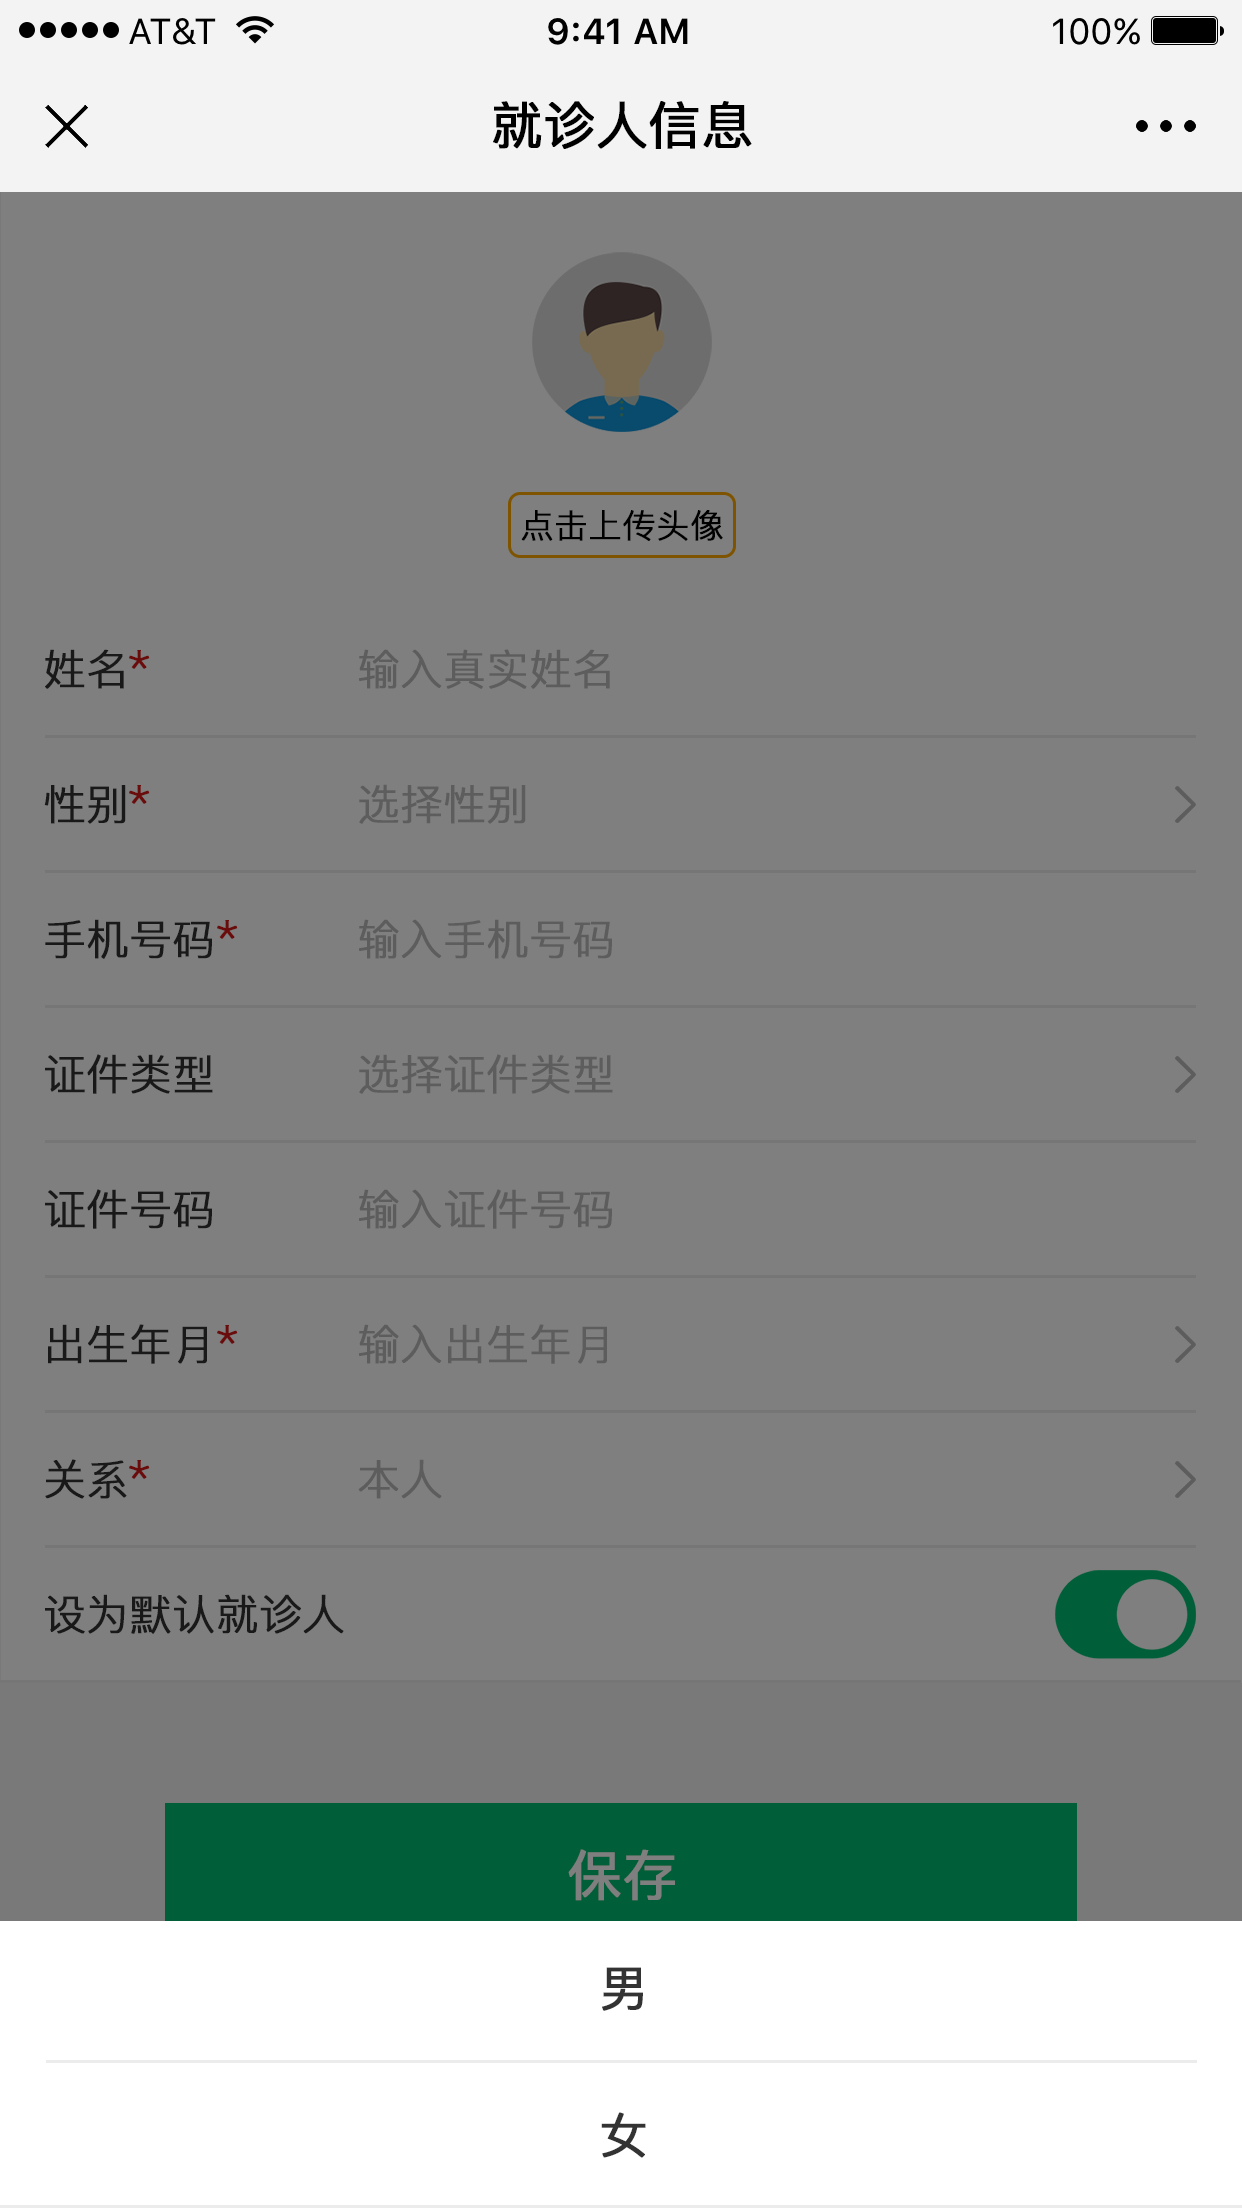 AT&T 9:41 AM 100%
就诊人信息
点击上传头像
姓名* 输入真实姓名
性别* 选择性别
手机号码* 输入手机号码
证件类型 选择证件类型
证件号码 输入证件号码
出生年月* 输入出生年月
关系* 本人
设为默认就诊人
保存
男
女